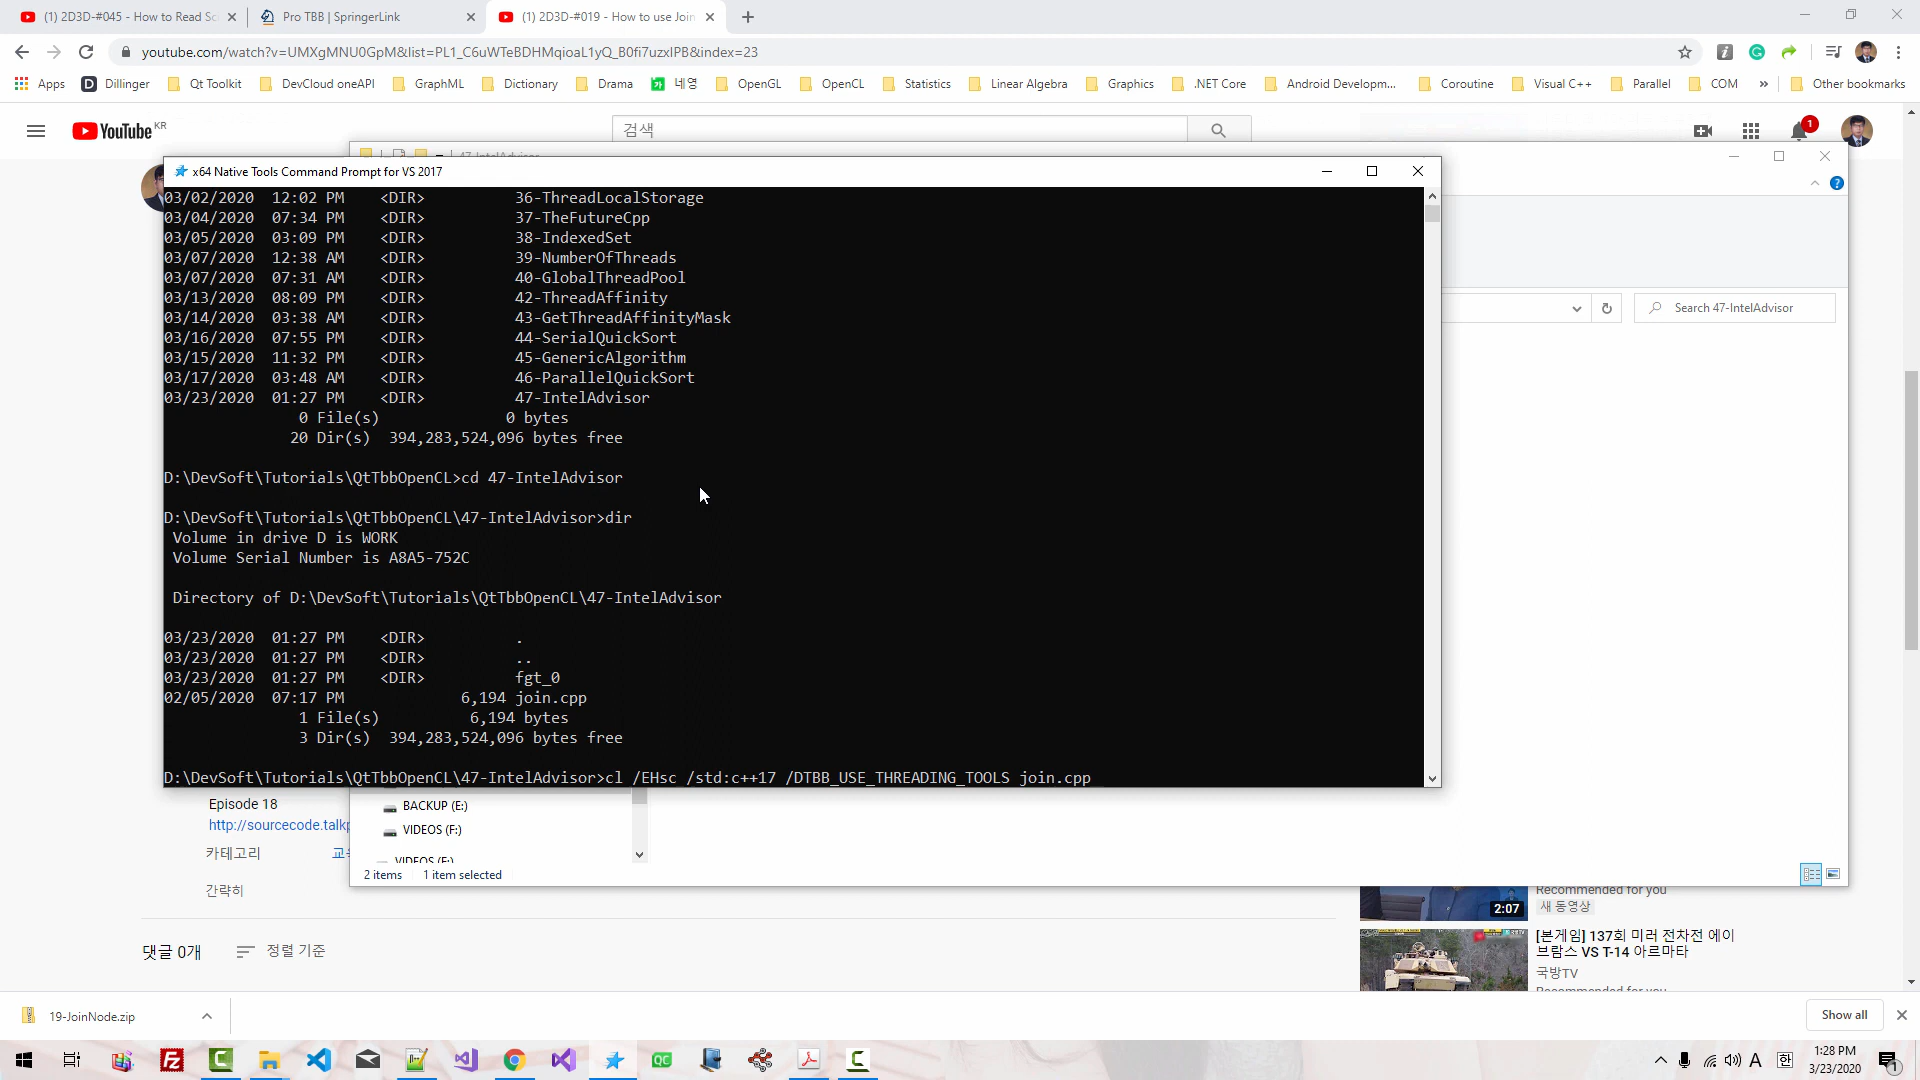 (1) 2D3D-#045 - How to Read Sc
Pro TBB | SpringerLink
(1) 2D3D-#019 - How to use Join
youtube.com/watch?v=UMXgMNU0GpM&list=PL1_C6uWTeBDHMqioaL1yQ_B0fi7uzxIPB&index=23
Apps
Dillinger
Qt Toolkit
DevCloud oneAPI
GraphML
Dictionary
Drama
네영
OpenGL
OpenCL
Statistics
Linear Algebra
Graphics
.NET Core
Android Developm...
Coroutine
Visual C++
Parallel
COM
»
Other bookmarks
YouTube KR
검색
1
x64 Native Tools Command Prompt for VS 2017
03/02/2020  12:02 PM    <DIR>          36-ThreadLocalStorage
03/04/2020  07:34 PM    <DIR>          37-TheFutureCpp
03/05/2020  03:09 PM    <DIR>          38-IndexedSet
03/07/2020  12:38 AM    <DIR>          39-NumberOfThreads
03/07/2020  07:31 AM    <DIR>          40-GlobalThreadPool
03/13/2020  08:09 PM    <DIR>          42-ThreadAffinity
03/14/2020  03:38 AM    <DIR>          43-GetThreadAffinityMask
03/16/2020  07:55 PM    <DIR>          44-SerialQuickSort
03/15/2020  11:32 PM    <DIR>          45-GenericAlgorithm
03/17/2020  03:48 AM    <DIR>          46-ParallelQuickSort
03/23/2020  01:27 PM    <DIR>          47-IntelAdvisor
0 File(s)              0 bytes
20 Dir(s)  394,283,524,096 bytes free
D:\DevSoft\Tutorials\QtTbbOpenCL>cd 47-IntelAdvisor
D:\DevSoft\Tutorials\QtTbbOpenCL\47-IntelAdvisor>dir
Volume in drive D is WORK
Volume Serial Number is A8A5-752C
Directory of D:\DevSoft\Tutorials\QtTbbOpenCL\47-IntelAdvisor
03/23/2020  01:27 PM    <DIR>          .
03/23/2020  01:27 PM    <DIR>          ..
03/23/2020  01:27 PM    <DIR>          fgt_0
02/05/2020  07:17 PM             6,194 join.cpp
1 File(s)          6,194 bytes
3 Dir(s)  394,283,524,096 bytes free
D:\DevSoft\Tutorials\QtTbbOpenCL\47-IntelAdvisor>cl /EHsc /std:c++17 /DTBB_USE_THREADING_TOOLS join.cpp
Search 47-IntelAdvisor
BACKUP (E:)
VIDEOS (F:)
VIDEOS (F:)
2 items
1 item selected
Episode 18
http://sourcecode.talkp
카테고리
간략히
댓글 0개
정렬 기준
Recommended for you
새 동영상
2:07
[본게임] 137회 미러 전차전 에이
브람스 VS T-14 아르마타
국방TV
Recommended for you
19-JoinNode.zip
Show all
A
한
1:28 PM
3/23/2020
1